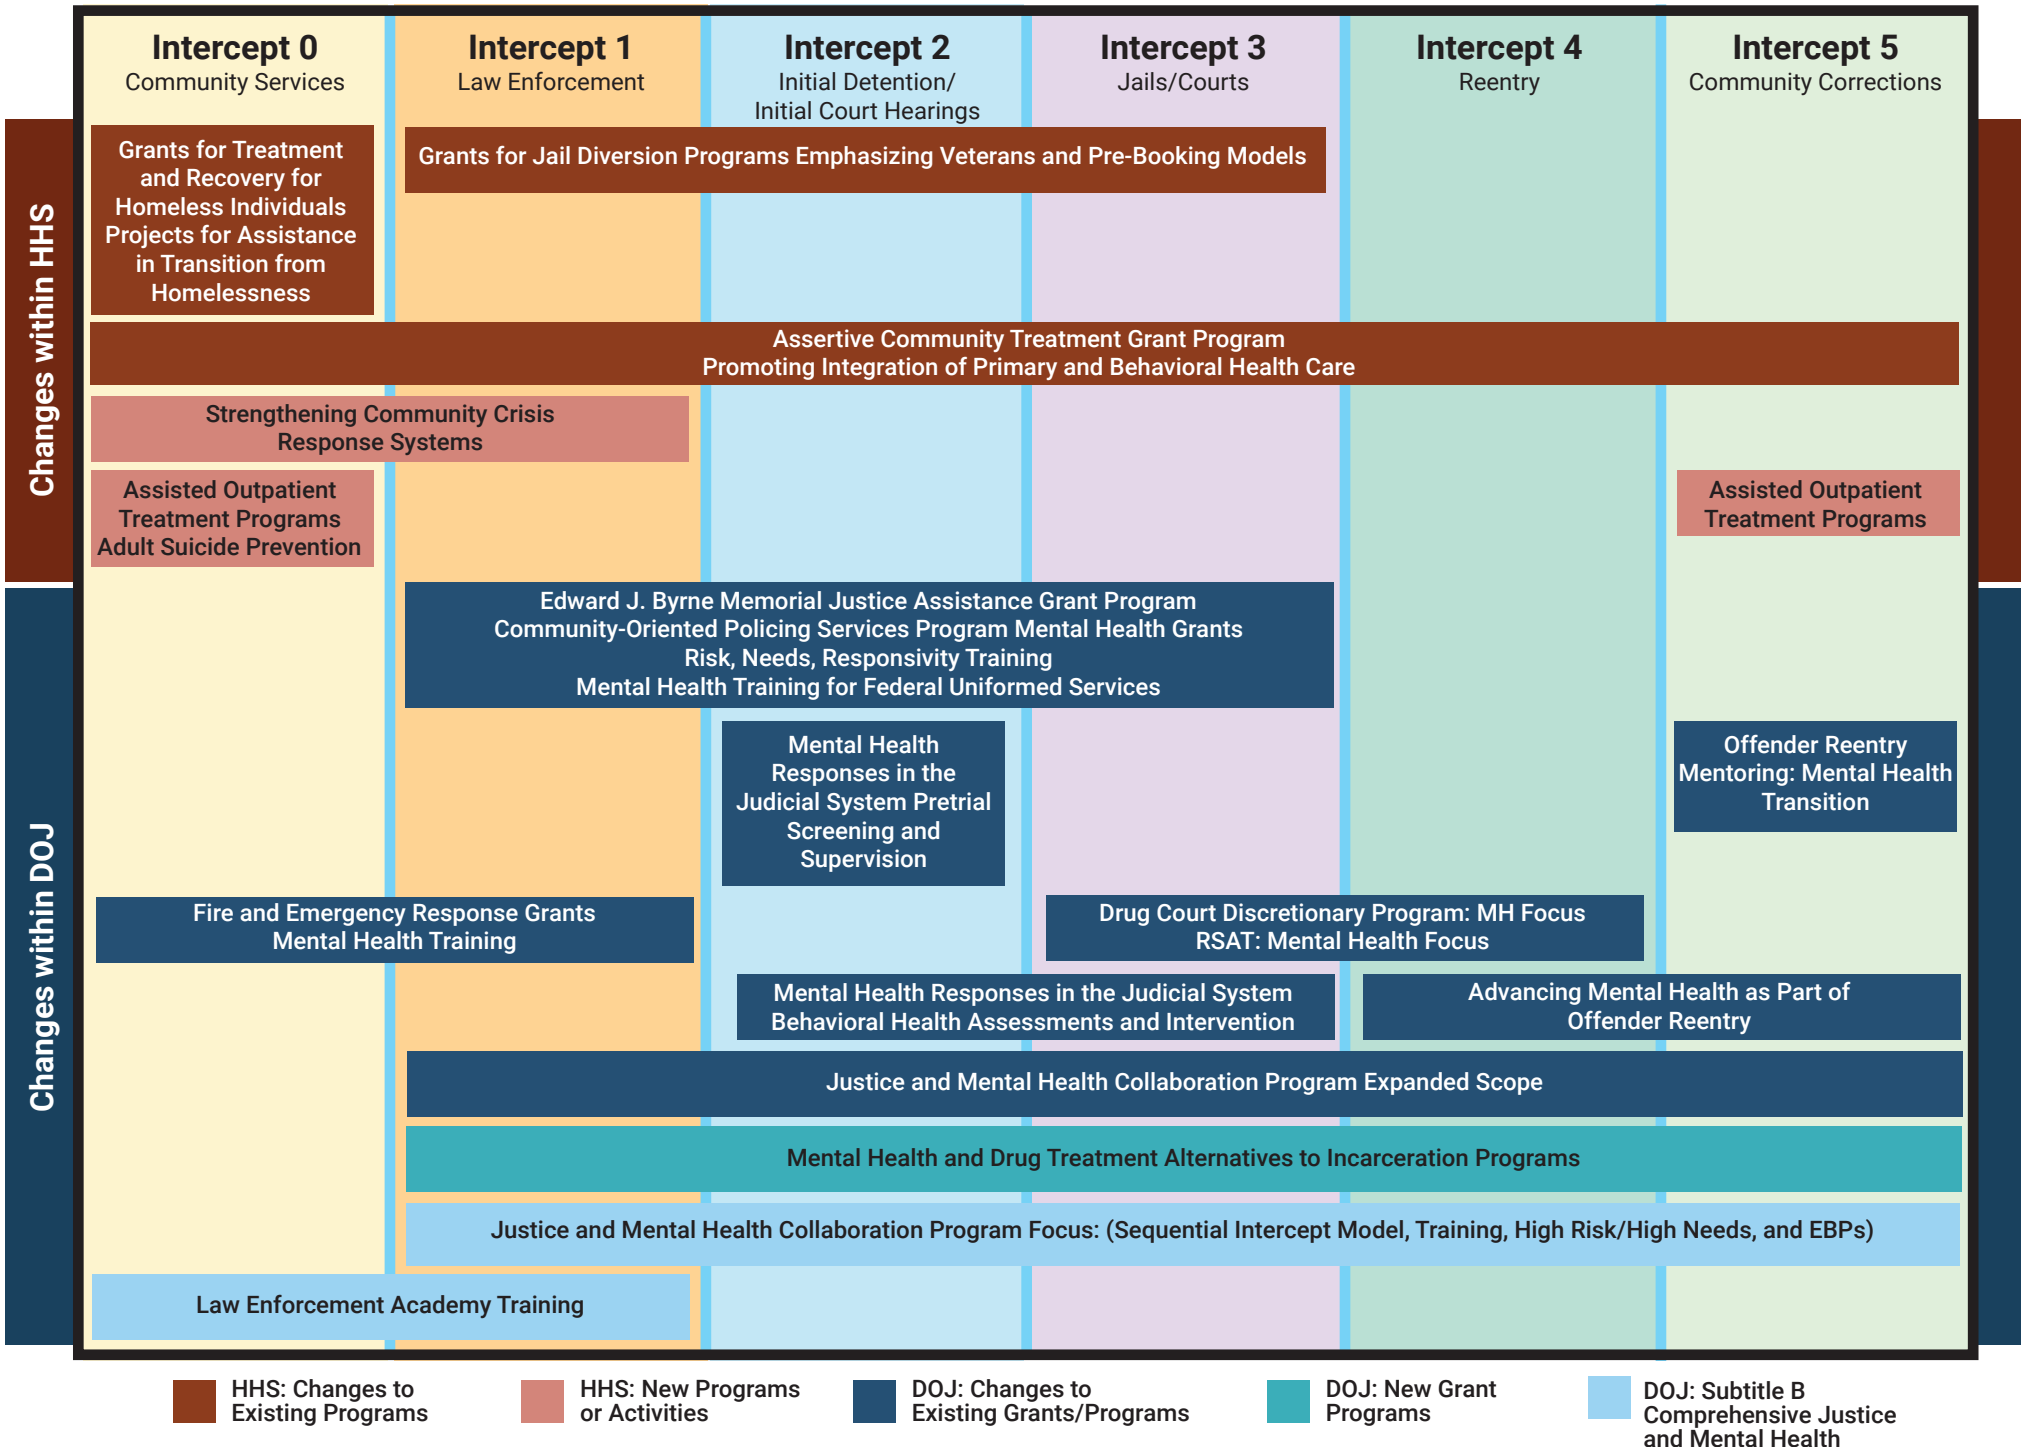 Intercept 0
Community Services
Intercept 1
Law Enforcement
Intercept 2
Initial Detention/
Initial Court Hearings
Intercept 3
Jails/Courts
Intercept 4
Reentry
Intercept 5
Community Corrections
Changes within HHS
Grants for Treatment
and Recovery for
Homeless Individuals
Projects for Assistance
in Transition from
Homelessness
Grants for Jail Diversion Programs Emphasizing Veterans and Pre-Booking Models
Assertive Community Treatment Grant Program
Promoting Integration of Primary and Behavioral Health Care
Strengthening Community Crisis
Response Systems
Assisted Outpatient
Treatment Programs
Adult Suicide Prevention
Assisted Outpatient
Treatment Programs
Changes within DOJ
Edward J. Byrne Memorial Justice Assistance Grant Program
Community-Oriented Policing Services Program Mental Health Grants
Risk, Needs, Responsivity Training
Mental Health Training for Federal Uniformed Services
Mental Health
Responses in the
Judicial System Pretrial
Screening and
Supervision
Offender Reentry
Mentoring: Mental Health
Transition
Fire and Emergency Response Grants
Mental Health Training
Drug Court Discretionary Program: MH Focus
RSAT: Mental Health Focus
Mental Health Responses in the Judicial System
Behavioral Health Assessments and Intervention
Advancing Mental Health as Part of
Offender Reentry
Justice and Mental Health Collaboration Program Expanded Scope
Mental Health and Drug Treatment Alternatives to Incarceration Programs
Justice and Mental Health Collaboration Program Focus: (Sequential Intercept Model, Training, High Risk/High Needs, and EBPs)
Law Enforcement Academy Training
HHS: Changes to
Existing Programs
HHS: New Programs
or Activities
DOJ: Changes to
Existing Grants/Programs
DOJ: New Grant
Programs
DOJ: Subtitle B
Comprehensive Justice
and Mental Health